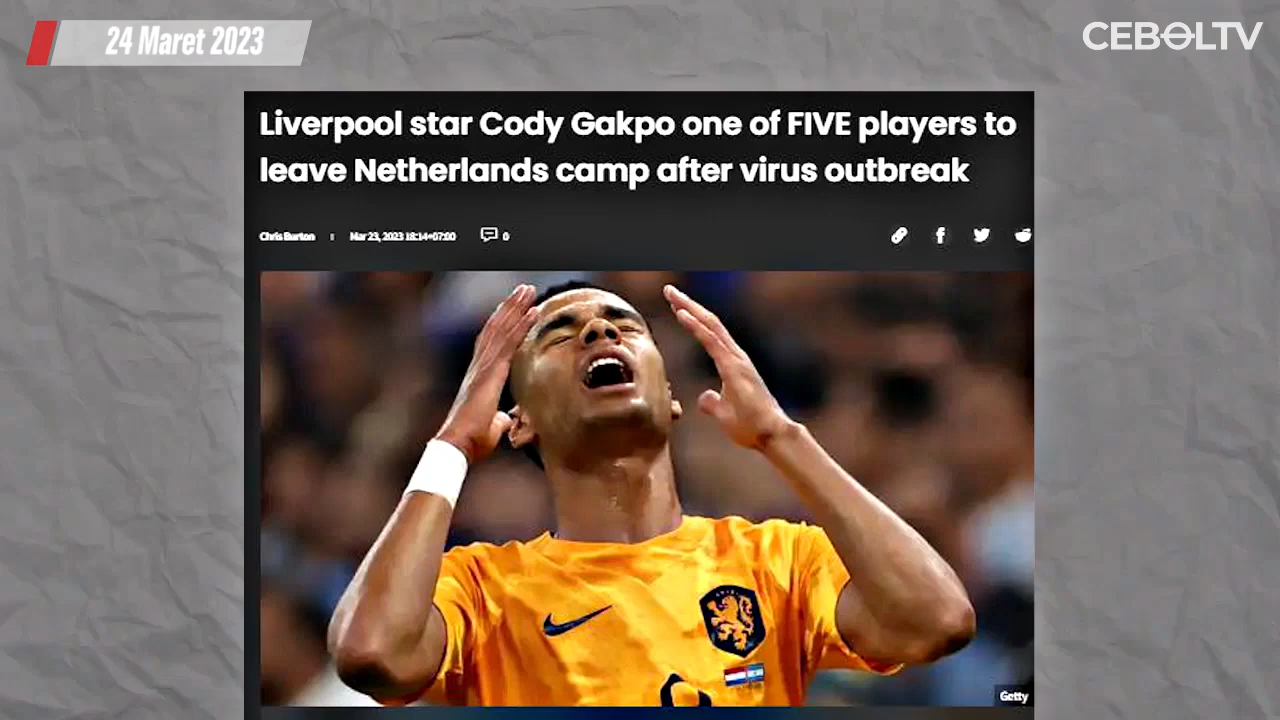 24 Maret 2023
CEBOLTV
Liverpool star Cody Gakpo one of FIVE players to
leave Netherlands camp after virus outbreak
Chris Burton
Mar 23, 2023 18:14+07:00
0
Getty